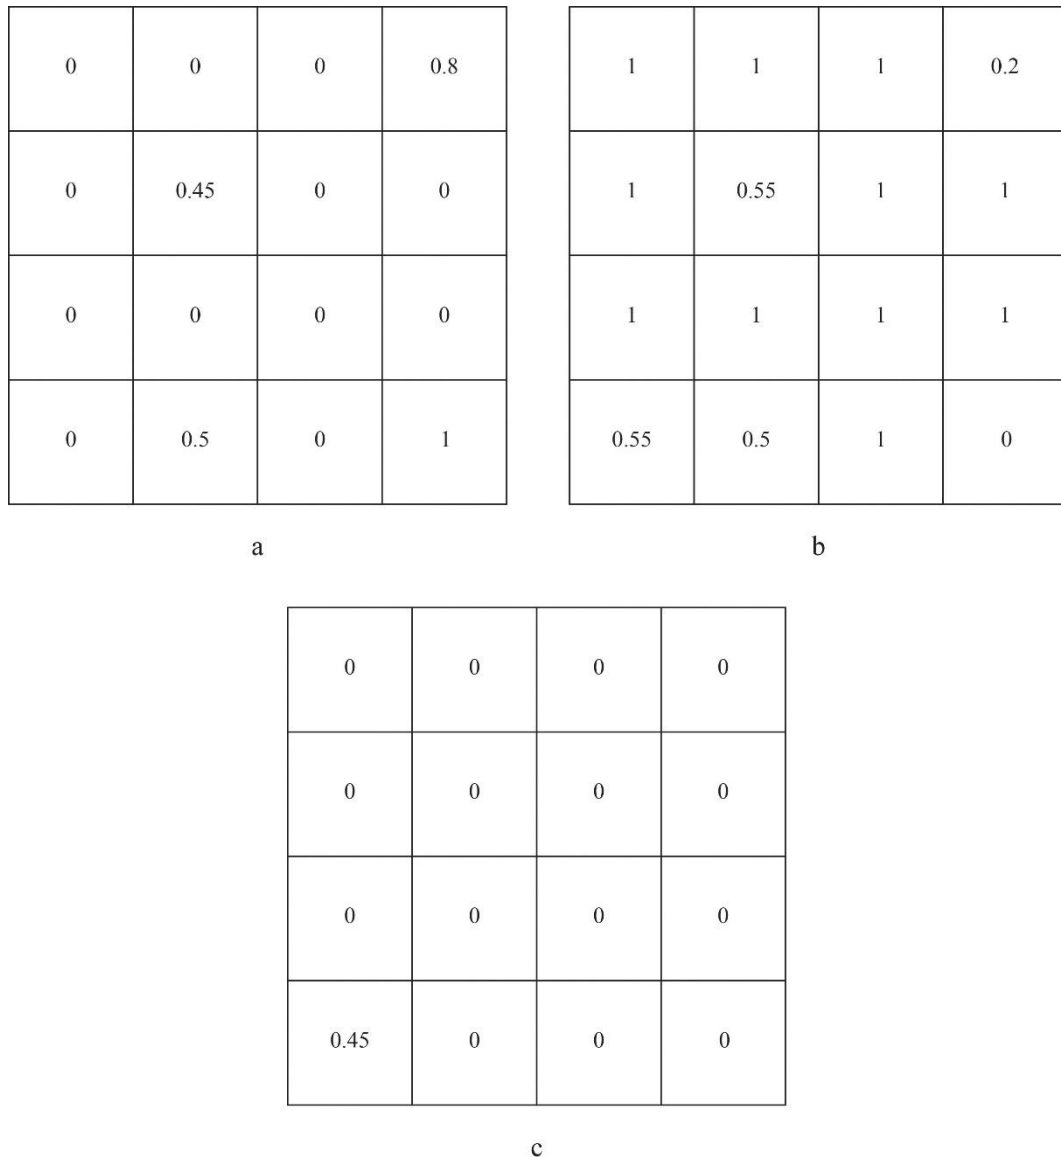 0 0 0 0.8
0 0.45 0 0
0 0 0 0
0 0.5 0 1
a
1 1 1 0.2
1 0.55 1 1
1 1 1 1
0.55 0.5 1 0
b
0 0 0 0
0 0 0 0
0 0 0 0
0.45 0 0 0
c